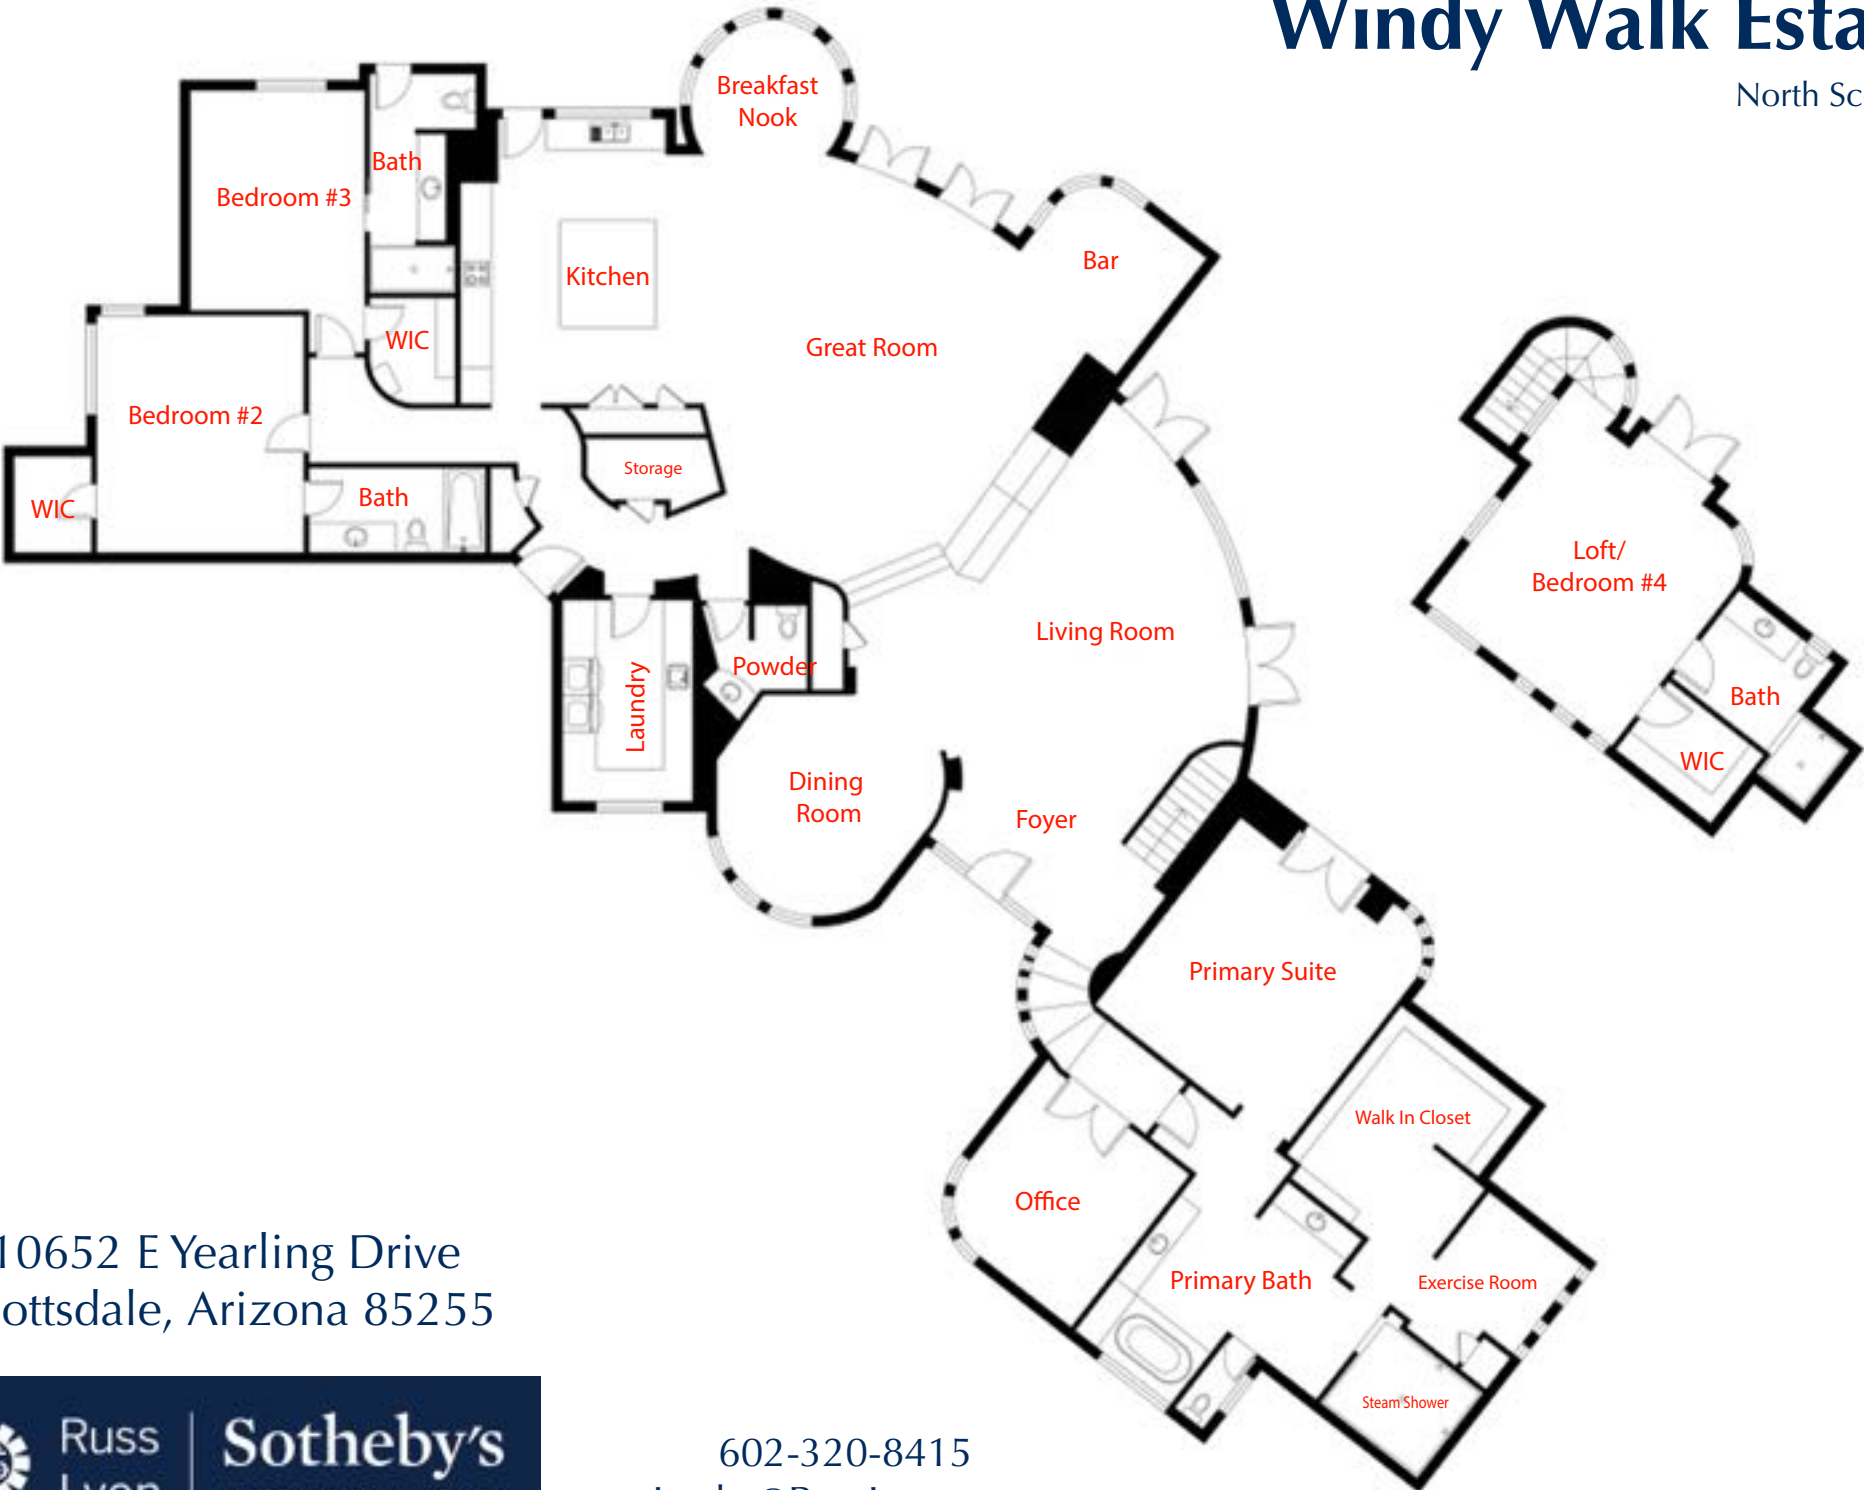 Windy Walk Esta
North Sc
Breakfast
Nook
Bath
Bedroom #3
Bar
Kitchen
WIC
Great Room
Bedroom #2
Storage
WIC
Bath
Loft/
Bedroom #4
Living Room
Powder
Laundry
Bath
WIC
Dining
Room
Foyer
Primary Suite
Walk In Closet
Office
Primary Bath
Exercise Room
Steam Shower
10652 E Yearling Drive
ottsdale, Arizona 85255
Russ
Lyon
Sotheby's
602-320-8415